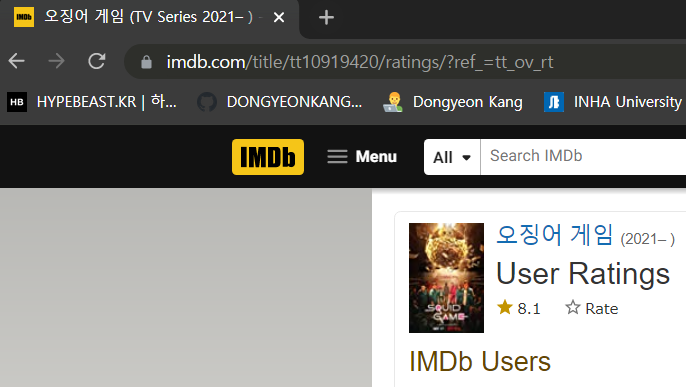 IMDb 오징어 게임 (TV Series 2021– ) –
imdb.com/title/tt10919420/ratings/?ref_=tt_ov_rt
HB HYPEBEAST.KR | 하... DONGYEONKANG... Dongyeon Kang INHA University
IMDb Menu All Search IMDb
오징어 게임 (2021– )
User Ratings
8.1 Rate
SQUID
GAME
IMDb Users